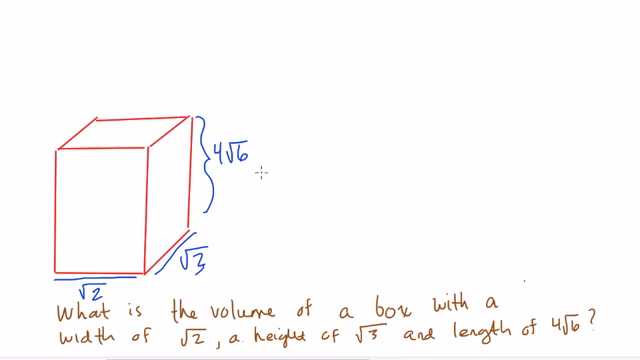 4√6
√3
√2
What is the volume of a box with a
width of √2, a height of √3 and length of 4√6?